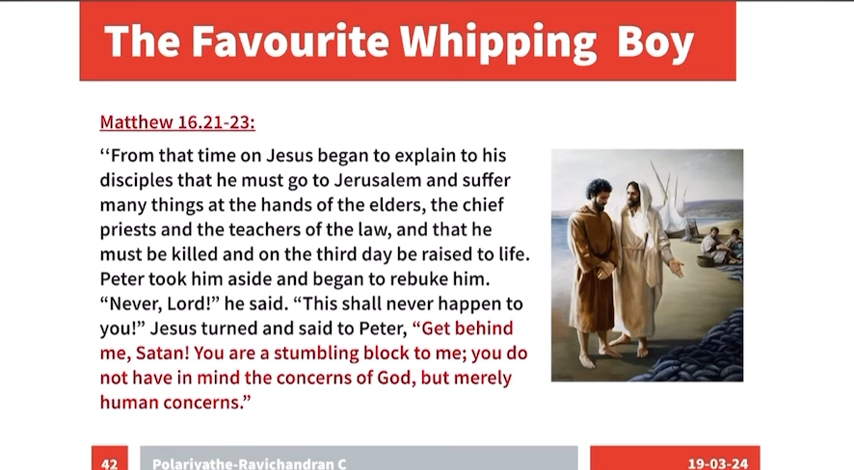 The Favourite Whipping Boy
Matthew 16.21-23:
‘‘From that time on Jesus began to explain to his
disciples that he must go to Jerusalem and suffer
many things at the hands of the elders, the chief
priests and the teachers of the law, and that he
must be killed and on the third day be raised to life.
Peter took him aside and began to rebuke him.
“Never, Lord!” he said. “This shall never happen to
you!” Jesus turned and said to Peter, “Get behind
me, Satan! You are a stumbling block to me; you do
not have in mind the concerns of God, but merely
human concerns.”
42 Polariyathe-Ravichandran C 19-03-24